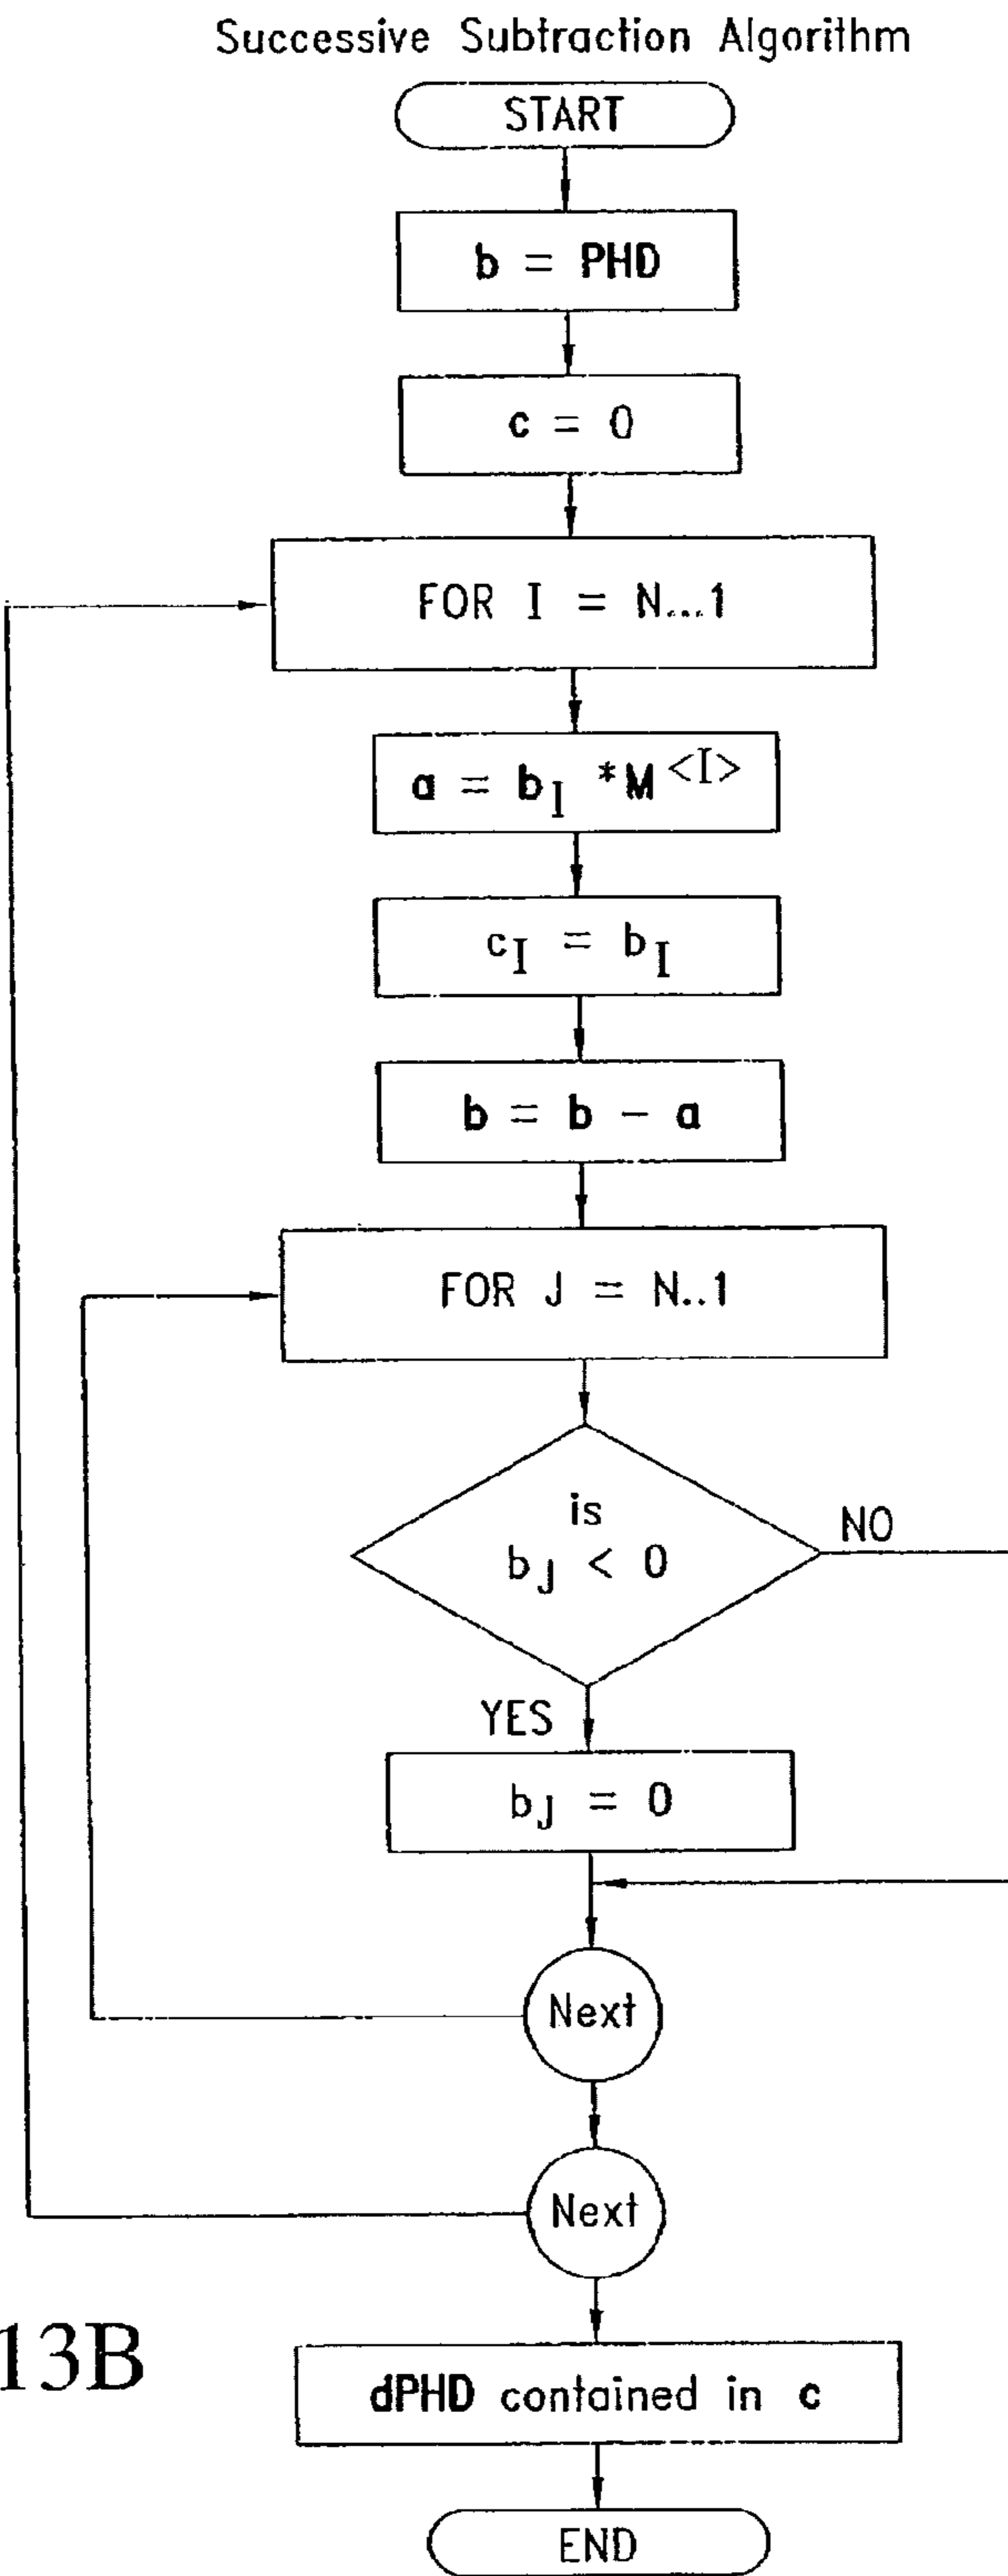 Successive Subtraction Algorithm
START
b = PHD
c = 0
FOR I = N...1
a = b_I *M^<I>
c_I = b_I
b = b - a
FOR J = N..1
is
b_J < 0
NO
YES
b_J = 0
Next
Next
13B
dPHD contained in c
END